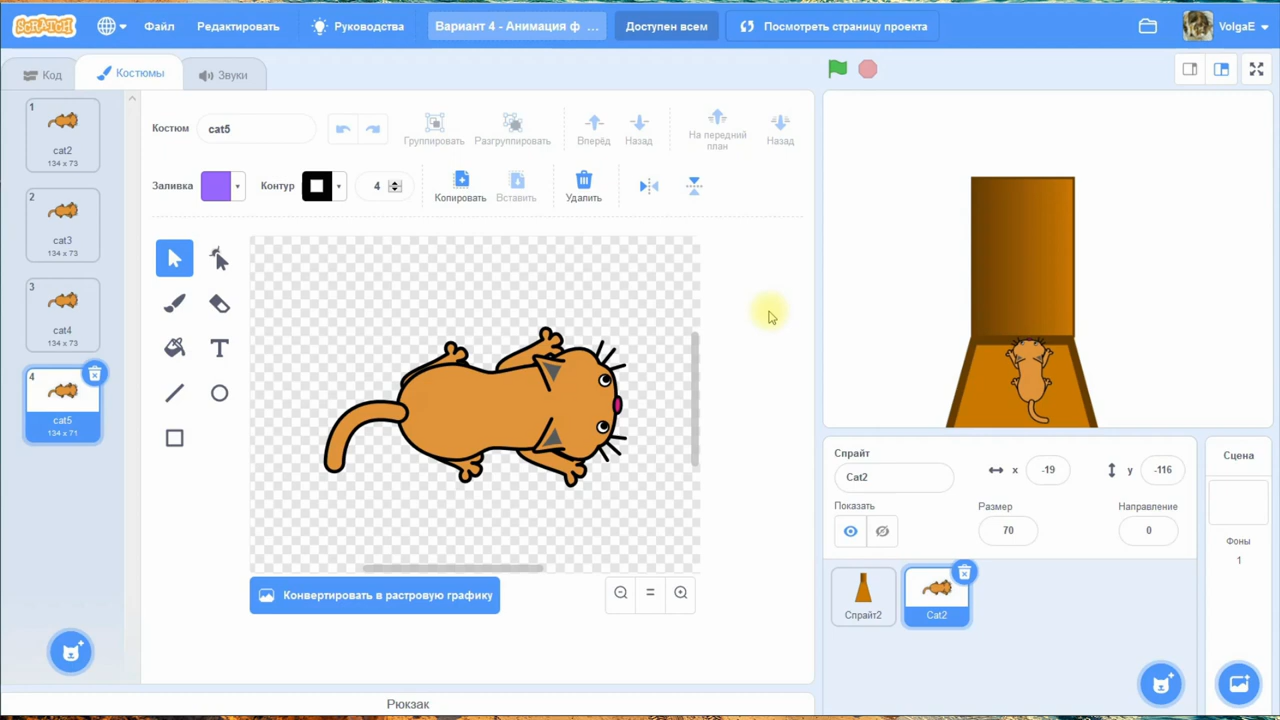 SCRATCH
Файл
Редактировать
Руководства
Вариант 4 - Анимация ф ...
Доступен всем
Посмотреть страницу проекта
VolgaE
Код
Костюмы
Звуки
1
cat2
134 x 73
2
cat3
134 x 73
3
cat4
134 x 73
4
cat5
134 x 71
Костюм
cat5
Группировать
Разгруппировать
Вперёд
Назад
На передний план
Назад
Заливка
Контур
4
Копировать
Вставить
Удалить
T
Конвертировать в растровую графику
Рюкзак
Спрайт
Cat2
x
-19
y
-116
Показать
Размер
70
Направление
0
Спрайт2
Cat2
Сцена
Фоны
1